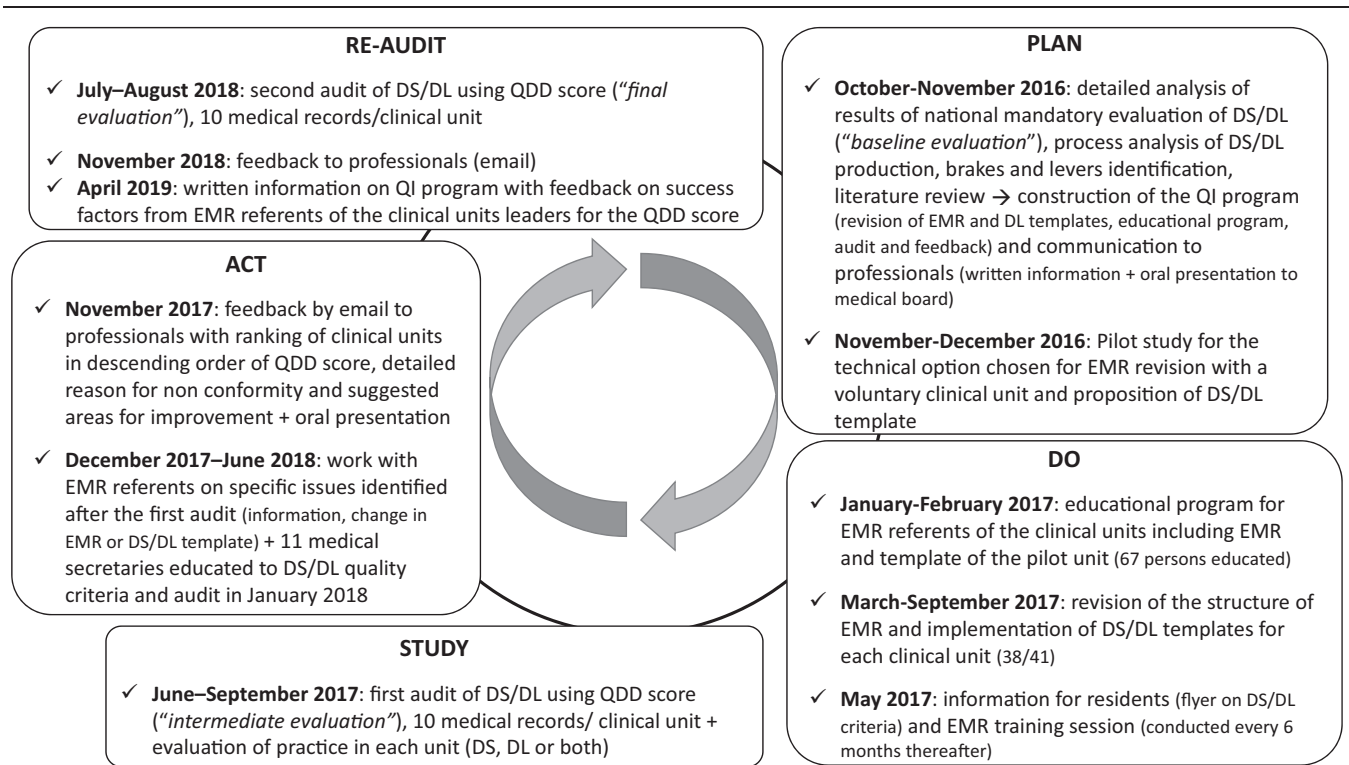 RE-AUDIT
✓ July–August 2018: second audit of DS/DL using QDD score (“final
evaluation”), 10 medical records/clinical unit
✓ November 2018: feedback to professionals (email)
✓ April 2019: written information on QI program with feedback on success
factors from EMR referents of the clinical units leaders for the QDD score
PLAN
✓ October-November 2016: detailed analysis of
results of national mandatory evaluation of DS/DL
(“baseline evaluation”), process analysis of DS/DL
production, brakes and levers identification,
literature review → construction of the QI program
(revision of EMR and DL templates, educational program,
audit and feedback) and communication to
professionals (written information + oral presentation to
medical board)
✓ November-December 2016: Pilot study for the
technical option chosen for EMR revision with a
voluntary clinical unit and proposition of DS/DL
template
DO
✓ January-February 2017: educational program for
EMR referents of the clinical units including EMR
and template of the pilot unit (67 persons educated)
✓ March-September 2017: revision of the structure of
EMR and implementation of DS/DL templates for
each clinical unit (38/41)
✓ May 2017: information for residents (flyer on DS/DL
criteria) and EMR training session (conducted every 6
months thereafter)
STUDY
✓ June–September 2017: first audit of DS/DL using QDD score
(“intermediate evaluation”), 10 medical records/ clinical unit +
evaluation of practice in each unit (DS, DL or both)
ACT
✓ November 2017: feedback by email to
professionals with ranking of clinical units
in descending order of QDD score, detailed
reason for non conformity and suggested
areas for improvement + oral presentation
✓ December 2017–June 2018: work with
EMR referents on specific issues identified
after the first audit (information, change in
EMR or DS/DL template) + 11 medical
secretaries educated to DS/DL quality
criteria and audit in January 2018